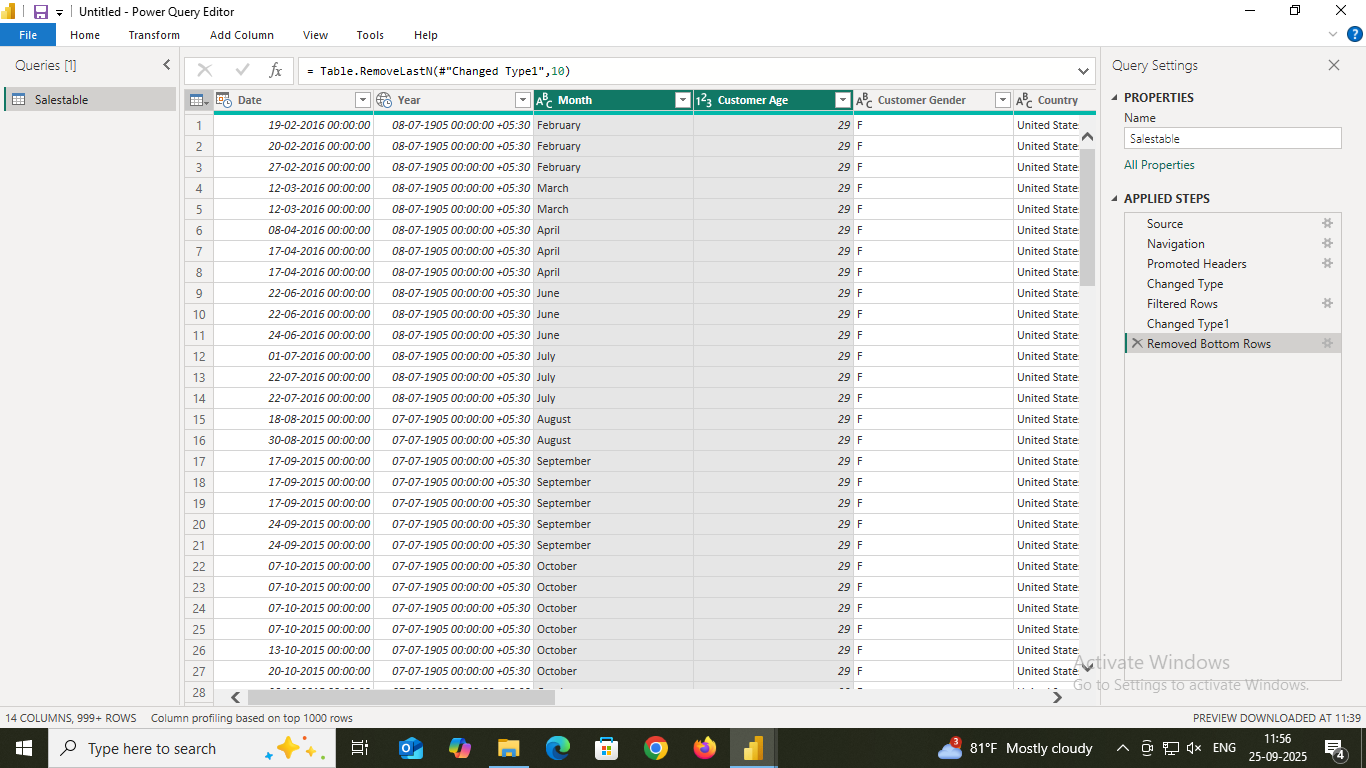 Untitled - Power Query Editor
File Home Transform Add Column View Tools Help
Queries [1]
Salestable
fx = Table.RemoveLastN(#"Changed Type1",10)
Date Year ABC Month 123 Customer Age ABC Customer Gender ABC Country
1 19-02-2016 00:00:00 08-07-1905 00:00:00 +05:30 February 29 F United State
2 20-02-2016 00:00:00 08-07-1905 00:00:00 +05:30 February 29 F United State
3 27-02-2016 00:00:00 08-07-1905 00:00:00 +05:30 February 29 F United State
4 12-03-2016 00:00:00 08-07-1905 00:00:00 +05:30 March 29 F United State
5 12-03-2016 00:00:00 08-07-1905 00:00:00 +05:30 March 29 F United State
6 08-04-2016 00:00:00 08-07-1905 00:00:00 +05:30 April 29 F United State
7 17-04-2016 00:00:00 08-07-1905 00:00:00 +05:30 April 29 F United State
8 17-04-2016 00:00:00 08-07-1905 00:00:00 +05:30 April 29 F United State
9 22-06-2016 00:00:00 08-07-1905 00:00:00 +05:30 June 29 F United State
10 22-06-2016 00:00:00 08-07-1905 00:00:00 +05:30 June 29 F United State
11 24-06-2016 00:00:00 08-07-1905 00:00:00 +05:30 June 29 F United State
12 01-07-2016 00:00:00 08-07-1905 00:00:00 +05:30 July 29 F United State
13 22-07-2016 00:00:00 08-07-1905 00:00:00 +05:30 July 29 F United State
14 22-07-2016 00:00:00 08-07-1905 00:00:00 +05:30 July 29 F United State
15 18-08-2015 00:00:00 07-07-1905 00:00:00 +05:30 August 29 F United State
16 30-08-2015 00:00:00 07-07-1905 00:00:00 +05:30 August 29 F United State
17 17-09-2015 00:00:00 07-07-1905 00:00:00 +05:30 September 29 F United State
18 17-09-2015 00:00:00 07-07-1905 00:00:00 +05:30 September 29 F United State
19 17-09-2015 00:00:00 07-07-1905 00:00:00 +05:30 September 29 F United State
20 24-09-2015 00:00:00 07-07-1905 00:00:00 +05:30 September 29 F United State
21 24-09-2015 00:00:00 07-07-1905 00:00:00 +05:30 September 29 F United State
22 07-10-2015 00:00:00 07-07-1905 00:00:00 +05:30 October 29 F United State
23 07-10-2015 00:00:00 07-07-1905 00:00:00 +05:30 October 29 F United State
24 07-10-2015 00:00:00 07-07-1905 00:00:00 +05:30 October 29 F United State
25 07-10-2015 00:00:00 07-07-1905 00:00:00 +05:30 October 29 F United State
26 13-10-2015 00:00:00 07-07-1905 00:00:00 +05:30 October 29 F United State
27 20-10-2015 00:00:00 07-07-1905 00:00:00 +05:30 October 29 F United State
28
Query Settings
PROPERTIES
Name
Salestable
All Properties
APPLIED STEPS
Source
Navigation
Promoted Headers
Changed Type
Filtered Rows
Changed Type1
Removed Bottom Rows
Activate Windows
Go to Settings to activate Windows.
14 COLUMNS, 999+ ROWS Column profiling based on top 1000 rows PREVIEW DOWNLOADED AT 11:39
Type here to search 3 81°F Mostly cloudy ENG 11:56
25-09-2025 4